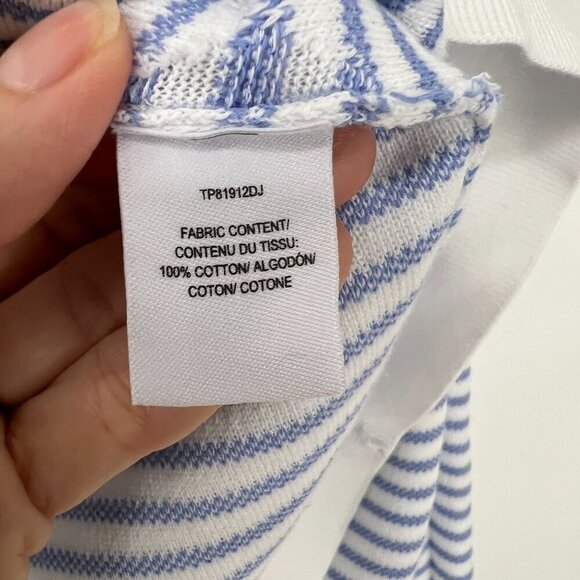 TP81912DJ
FABRIC CONTENT/
CONTENU DU TISSU:
100% COTTON/ ALGODÓN/
COTON/ COTONE